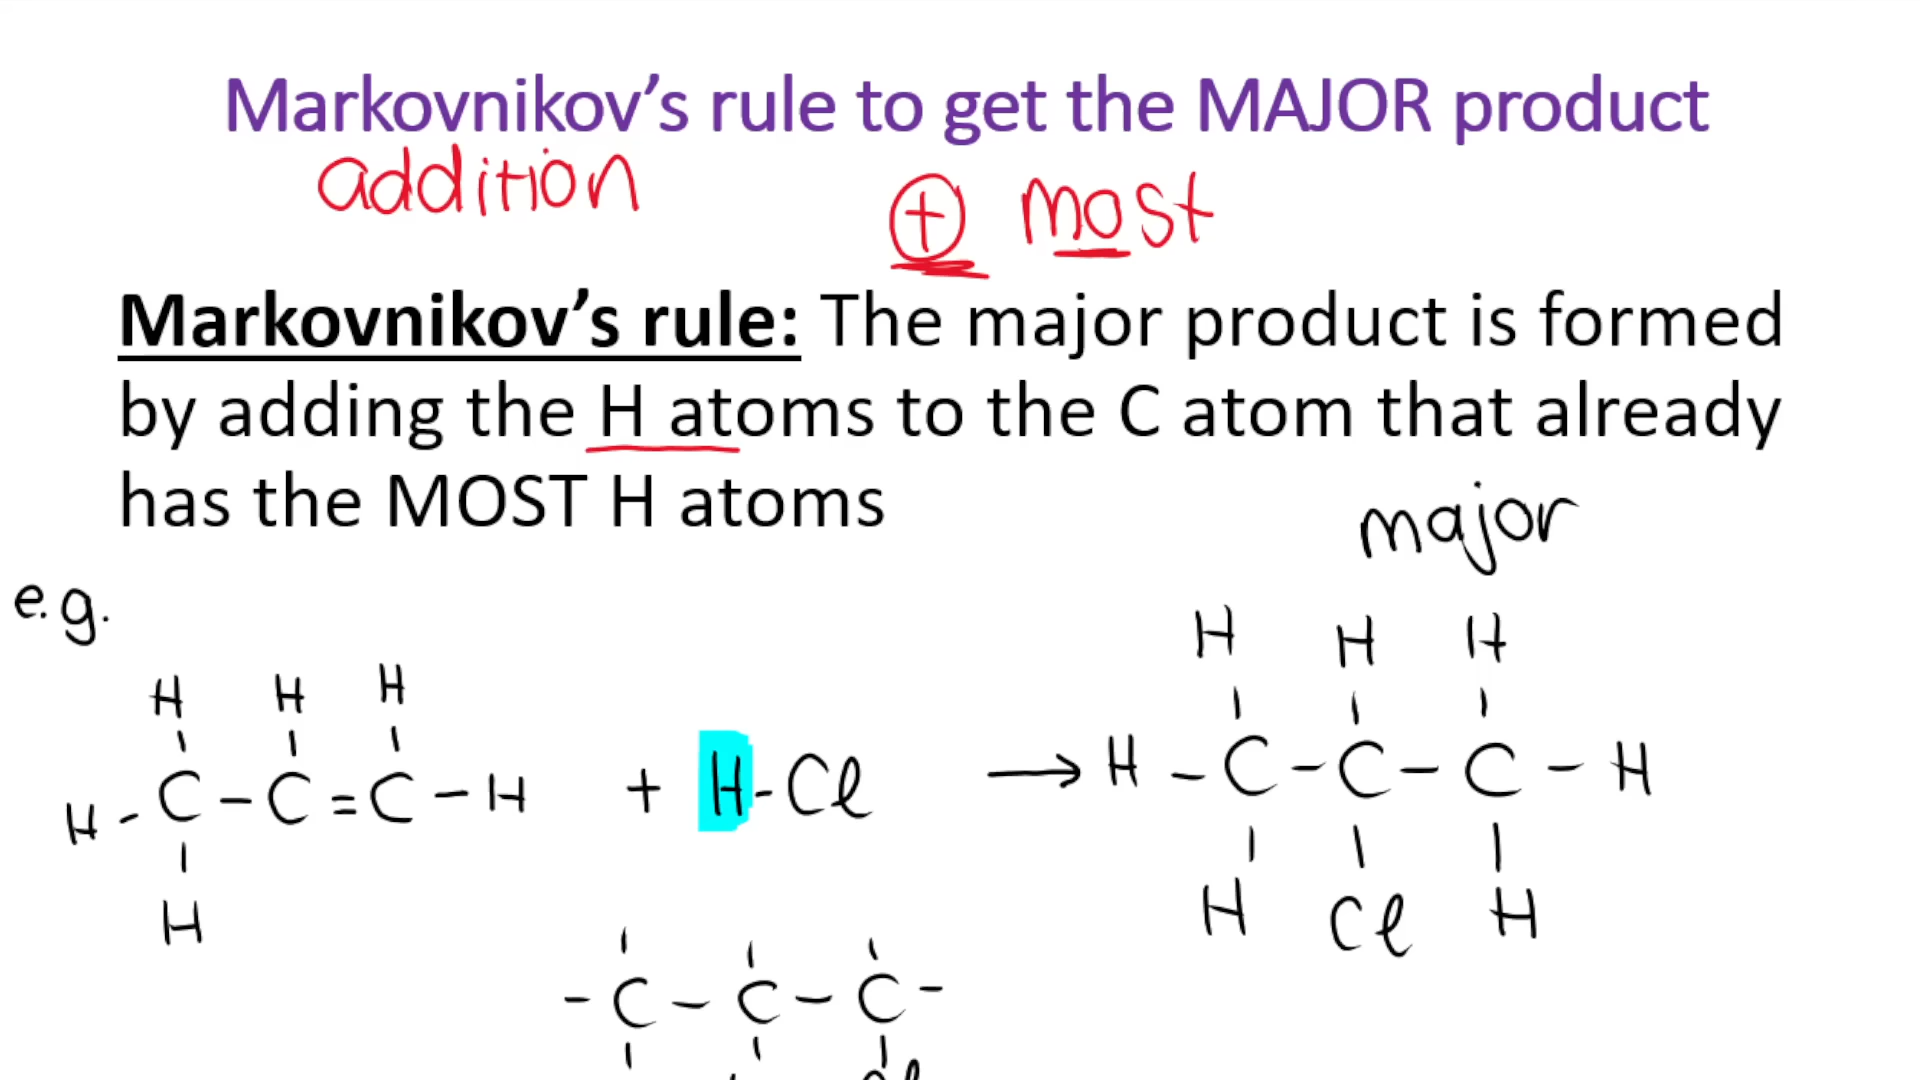 Markovnikov's rule to get the MAJOR product
addition
+ most
Markovnikov's rule: The major product is formed
by adding the H atoms to the C atom that already
has the MOST H atoms
major
e.g.
H H H
H - C - C = C - H + H-Cl → H - C - C - C - H
H
H H H
H Cl H
- C - C - C -